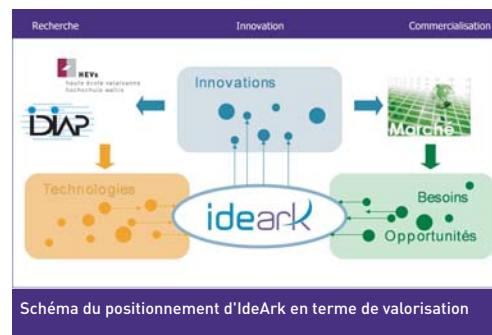 Recherche
Innovation
Commercialisation
HEVs
haute école valaisanne
hochschule wallis
IDIAP
Innovations
Marché
Technologies
ideark
Besoins
Opportunités
Schéma du positionnement d'IdeArk en terme de valorisation